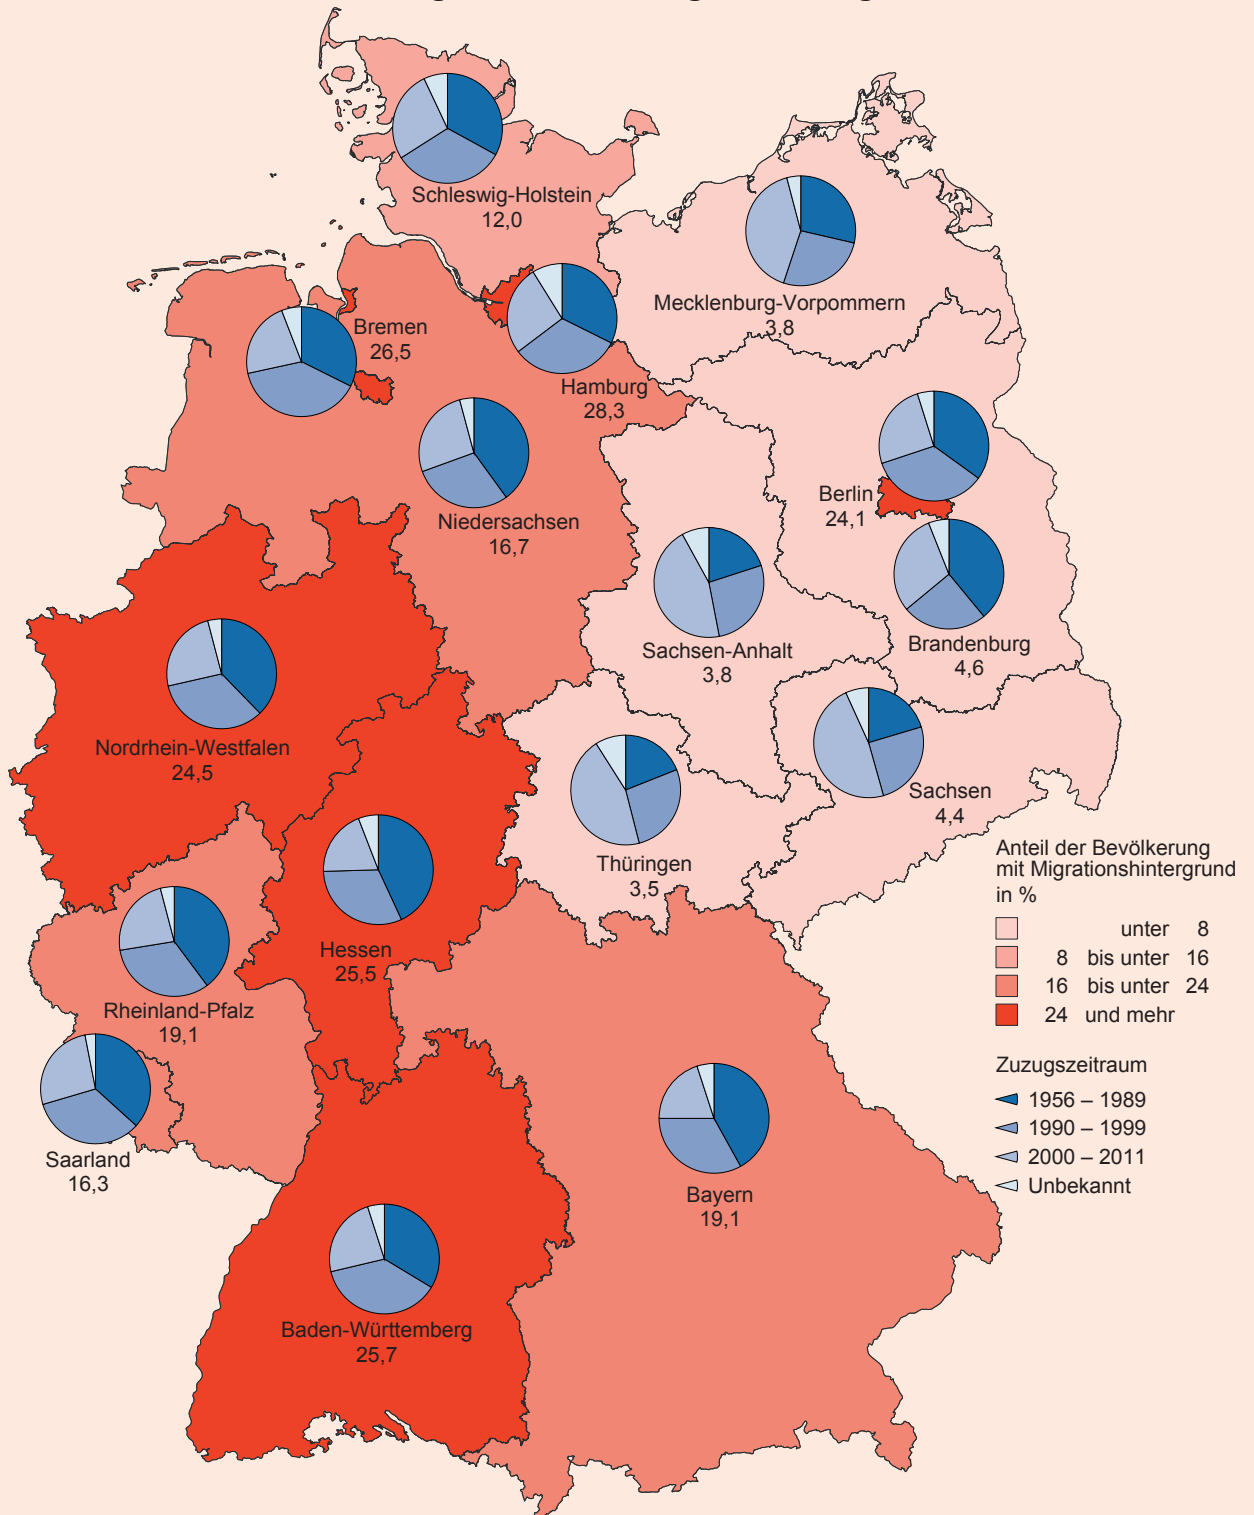 Schleswig-Holstein
12,0
Mecklenburg-Vorpommern
3,8
Bremen
26,5
Hamburg
28,3
Niedersachsen
16,7
Berlin
24,1
Sachsen-Anhalt
3,8
Brandenburg
4,6
Nordrhein-Westfalen
24,5
Sachsen
4,4
Thüringen
3,5
Hessen
25,5
Rheinland-Pfalz
19,1
Saarland
16,3
Bayern
19,1
Baden-Württemberg
25,7
Anteil der Bevölkerung
mit Migrationshintergrund
in %
unter 8
8 bis unter 16
16 bis unter 24
24 und mehr
Zuzugszeitraum
1956 – 1989
1990 – 1999
2000 – 2011
Unbekannt